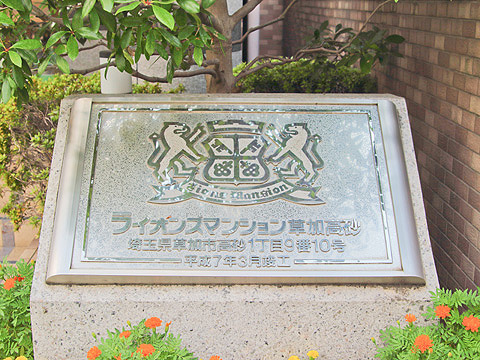 Lions Mansion
ライオンズマンション草加高砂
埼玉県草加市高砂1丁目9番10号
平成7年3月竣工